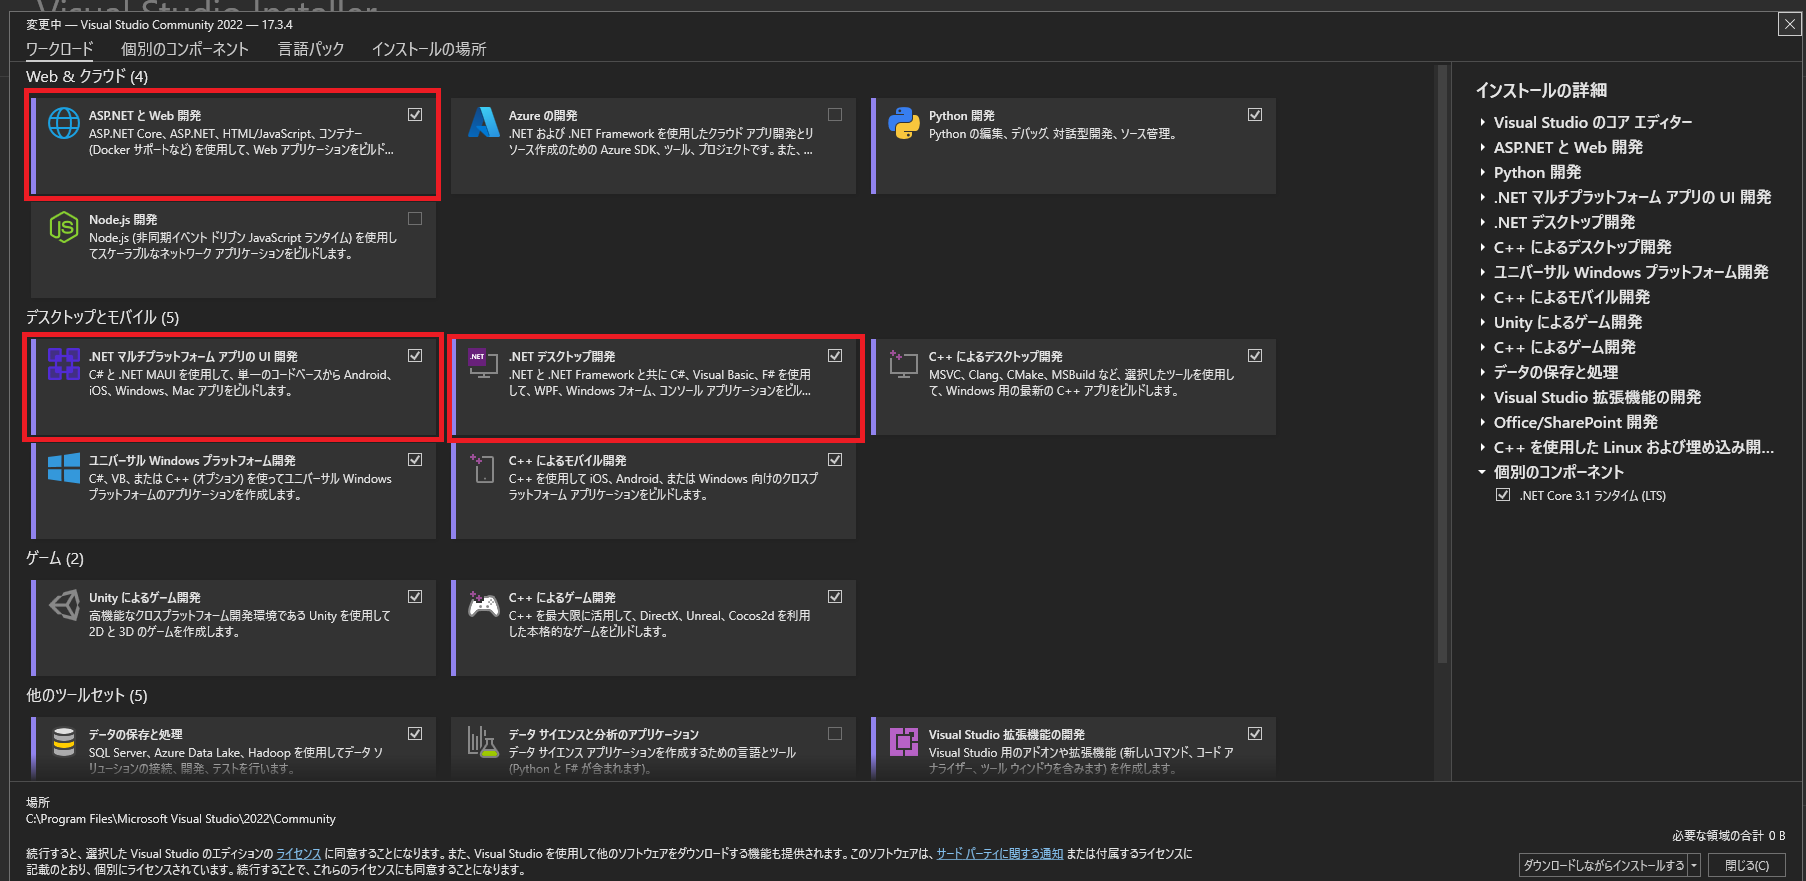 変更中 — Visual Studio Community 2022 — 17.3.4
ワークロード 個別のコンポーネント 言語パック インストールの場所
Web & クラウド (4)
ASP.NET と Web 開発
ASP.NET Core、ASP.NET、HTML/JavaScript、コンテナー
(Docker サポートなど) を使用して、Web アプリケーションをビルド...
Azure の開発
.NET および .NET Framework を使用したクラウド アプリ開発とリ
ソース作成のための Azure SDK、ツール、プロジェクトです。また、...
Python 開発
Python の編集、デバッグ、対話型開発、ソース管理。
Node.js 開発
Node.js (非同期イベント ドリブン JavaScript ランタイム) を使用し
てスケーラブルなネットワーク アプリケーションをビルドします。
デスクトップとモバイル (5)
.NET マルチプラットフォーム アプリの UI 開発
C# と .NET MAUI を使用して、単一のコードベースから Android、
iOS、Windows、Mac アプリをビルドします。
.NET
.NET デスクトップ開発
.NET と .NET Framework と共に C#、Visual Basic、F# を使用
して、WPF、Windows フォーム、コンソール アプリケーションをビル...
C++ によるデスクトップ開発
MSVC、Clang、CMake、MSBuild など、選択したツールを使用し
て、Windows 用の最新の C++ アプリをビルドします。
ユニバーサル Windows プラットフォーム開発
C#、VB、または C++ (オプション) を使ってユニバーサル Windows
プラットフォームのアプリケーションを作成します。
C++ によるモバイル開発
C++ を使用して iOS、Android、または Windows 向けのクロスプ
ラットフォーム アプリケーションをビルドします。
ゲーム (2)
Unity によるゲーム開発
高機能なクロスプラットフォーム開発環境である Unity を使用して
2D と 3D のゲームを作成します。
C++ によるゲーム開発
C++ を最大限に活用して、DirectX、Unreal、Cocos2d を利用
した本格的なゲームをビルドします。
他のツールセット (5)
データの保存と処理
SQL Server、Azure Data Lake、Hadoop を使用してデータ ソ
リューションの接続、開発、テストを行います。
データ サイエンスと分析のアプリケーション
データ サイエンス アプリケーションを作成するための言語とツール
(Python と F# が含まれます)。
Visual Studio 拡張機能の開発
Visual Studio 用のアドオンや拡張機能 (新しいコマンド、コード ア
ナライザー、ツール ウィンドウを含みます) を作成します。
インストールの詳細
Visual Studio のコア エディター
ASP.NET と Web 開発
Python 開発
.NET マルチプラットフォーム アプリの UI 開発
.NET デスクトップ開発
C++ によるデスクトップ開発
ユニバーサル Windows プラットフォーム開発
C++ によるモバイル開発
Unity によるゲーム開発
C++ によるゲーム開発
データの保存と処理
Visual Studio 拡張機能の開発
Office/SharePoint 開発
C++ を使用した Linux および埋め込み開...
個別のコンポーネント
.NET Core 3.1 ランタイム (LTS)
場所
C:\Program Files\Microsoft Visual Studio\2022\Community
必要な領域の合計 0 B
続行すると、選択した Visual Studio のエディションの ライセンス に同意することになります。また、Visual Studio を使用して他のソフトウェアをダウンロードする機能も提供されます。このソフトウェアは、サード パーティに関する通知 または付属するライセンスに
記載のとおり、個別にライセンスされています。続行することで、これらのライセンスにも同意することになります。
ダウンロードしながらインストールする 閉じる(C)